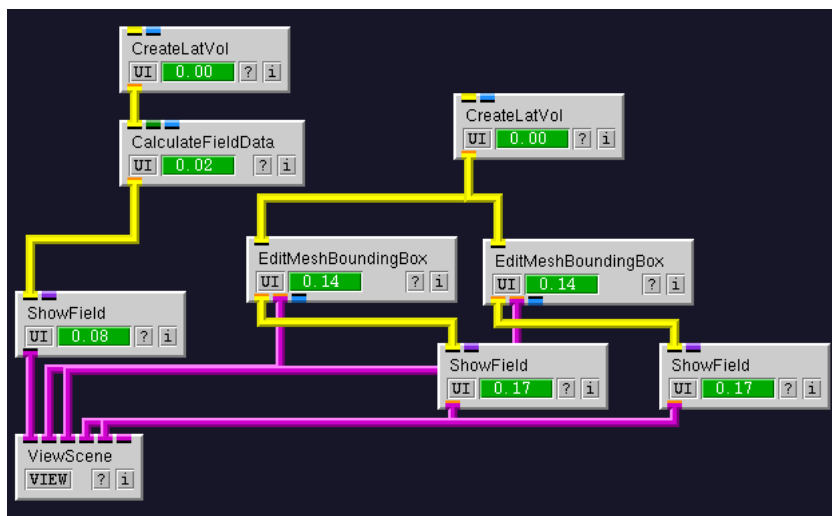 CreateLatVol
UI 0.00 ? i
CreateLatVol
UI 0.00 ? i
CalculateFieldData
UI 0.02 ? i
EditMeshBoundingBox
UI 0.14 ? i
EditMeshBoundingBox
UI 0.14 ? i
ShowField
UI 0.08 ? i
ShowField
UI 0.17 ? i
ShowField
UI 0.17 ? i
ViewScene
VIEW ? i